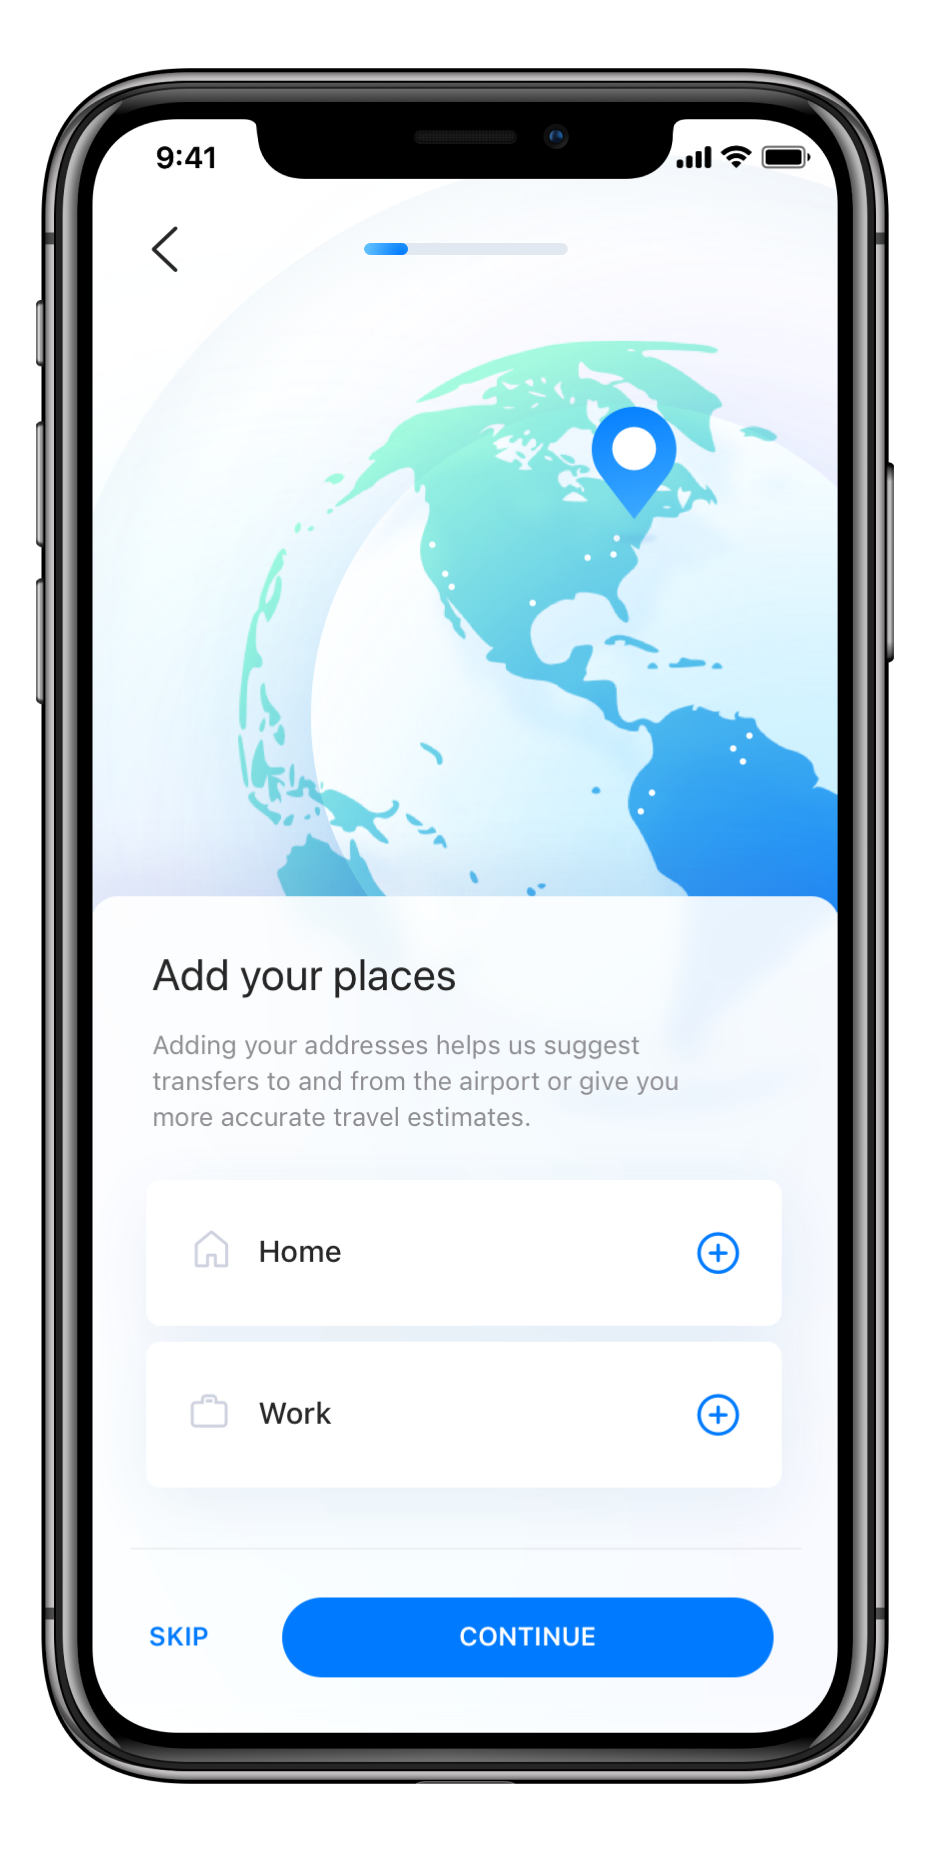 9:41
Add your places
Adding your addresses helps us suggest
transfers to and from the airport or give you
more accurate travel estimates.
Home
Work
SKIP
CONTINUE